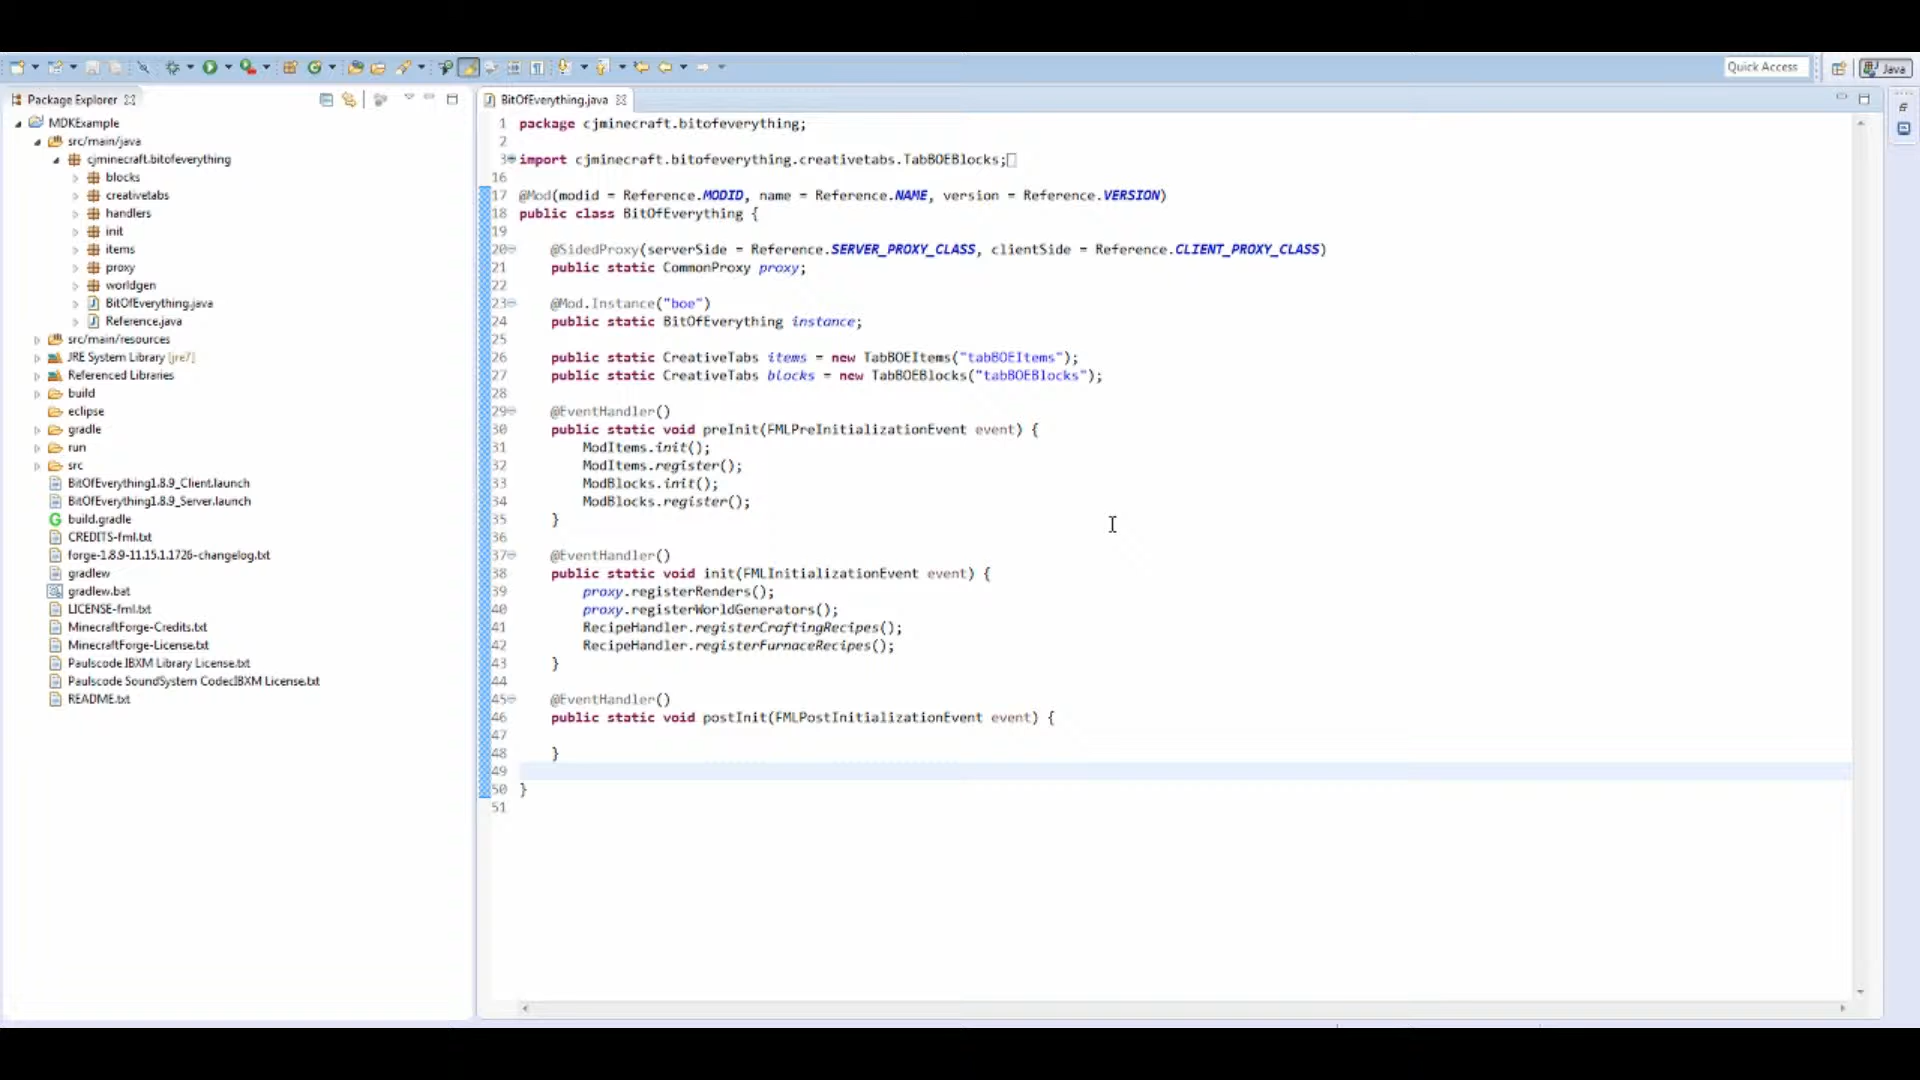 Quick Access
Java
Package Explorer
MDKExample
src/main/java
cjminecraft.bitofeverything
blocks
creativetabs
handlers
init
items
proxy
worldgen
BitOfEverything.java
Reference.java
src/main/resources
JRE System Library [jre7]
Referenced Libraries
build
eclipse
gradle
run
src
BitOfEverything1.8.9_Client.launch
BitOfEverything1.8.9_Server.launch
build.gradle
CREDITS-fml.txt
forge-1.8.9-11.15.1.1726-changelog.txt
gradlew
gradlew.bat
LICENSE-fml.txt
MinecraftForge-Credits.txt
MinecraftForge-License.txt
Paulscode IBXM Library License.txt
Paulscode SoundSystem CodecIBXM License.txt
README.txt
BitOfEverything.java
1 package cjminecraft.bitofeverything;
2
3 import cjminecraft.bitofeverything.creativetabs.TabBOEBlocks;
16
17 @Mod(modid = Reference.MODID, name = Reference.NAME, version = Reference.VERSION)
18 public class BitOfEverything {
19
20 @SidedProxy(serverSide = Reference.SERVER_PROXY_CLASS, clientSide = Reference.CLIENT_PROXY_CLASS)
21 public static CommonProxy proxy;
22
23 @Mod.Instance("boe")
24 public static BitOfEverything instance;
25
26 public static CreativeTabs items = new TabBOEItems("tabBOEItems");
27 public static CreativeTabs blocks = new TabBOEBlocks("tabBOEBlocks");
28
29 @EventHandler()
30 public static void preInit(FMLPreInitializationEvent event) {
31 ModItems.init();
32 ModItems.register();
33 ModBlocks.init();
34 ModBlocks.register();
35 }
36
37 @EventHandler()
38 public static void init(FMLInitializationEvent event) {
39 proxy.registerRenders();
40 proxy.registerWorldGenerators();
41 RecipeHandler.registerCraftingRecipes();
42 RecipeHandler.registerFurnaceRecipes();
43 }
44
45 @EventHandler()
46 public static void postInit(FMLPostInitializationEvent event) {
47
48 }
49
50 }
51